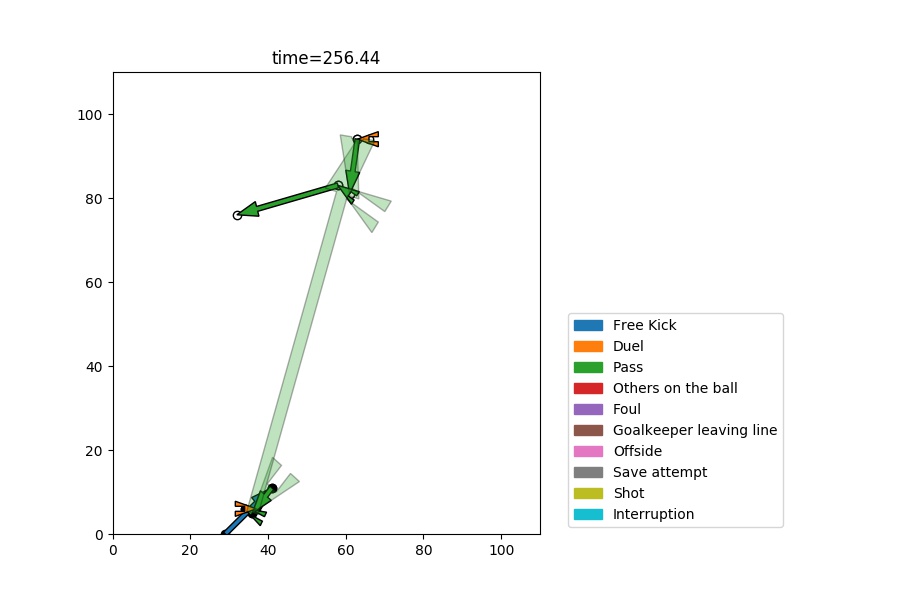 time=256.44
100
80
60
40
20
0
0 20 40 60 80 100
Free Kick
Duel
Pass
Others on the ball
Foul
Goalkeeper leaving line
Offside
Save attempt
Shot
Interruption